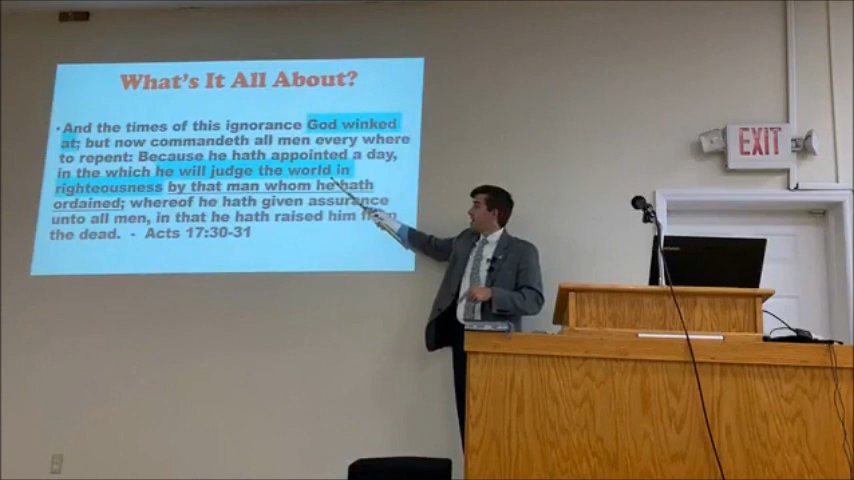 What's It All About?
• And the times of this ignorance God winked
at; but now commandeth all men every where
to repent: Because he hath appointed a day,
in the which he will judge the world in
righteousness by that man whom he hath
ordained; whereof he hath given assurance
unto all men, in that he hath raised him from
the dead. - Acts 17:30-31
EXIT